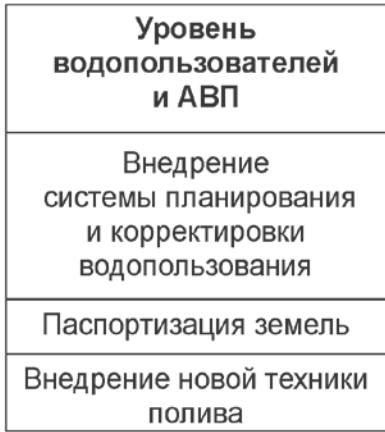 Уровень
водопользователей
и АВП
Внедрение
системы планирования
и корректировки
водопользования
Паспортизация земель
Внедрение новой техники
полива